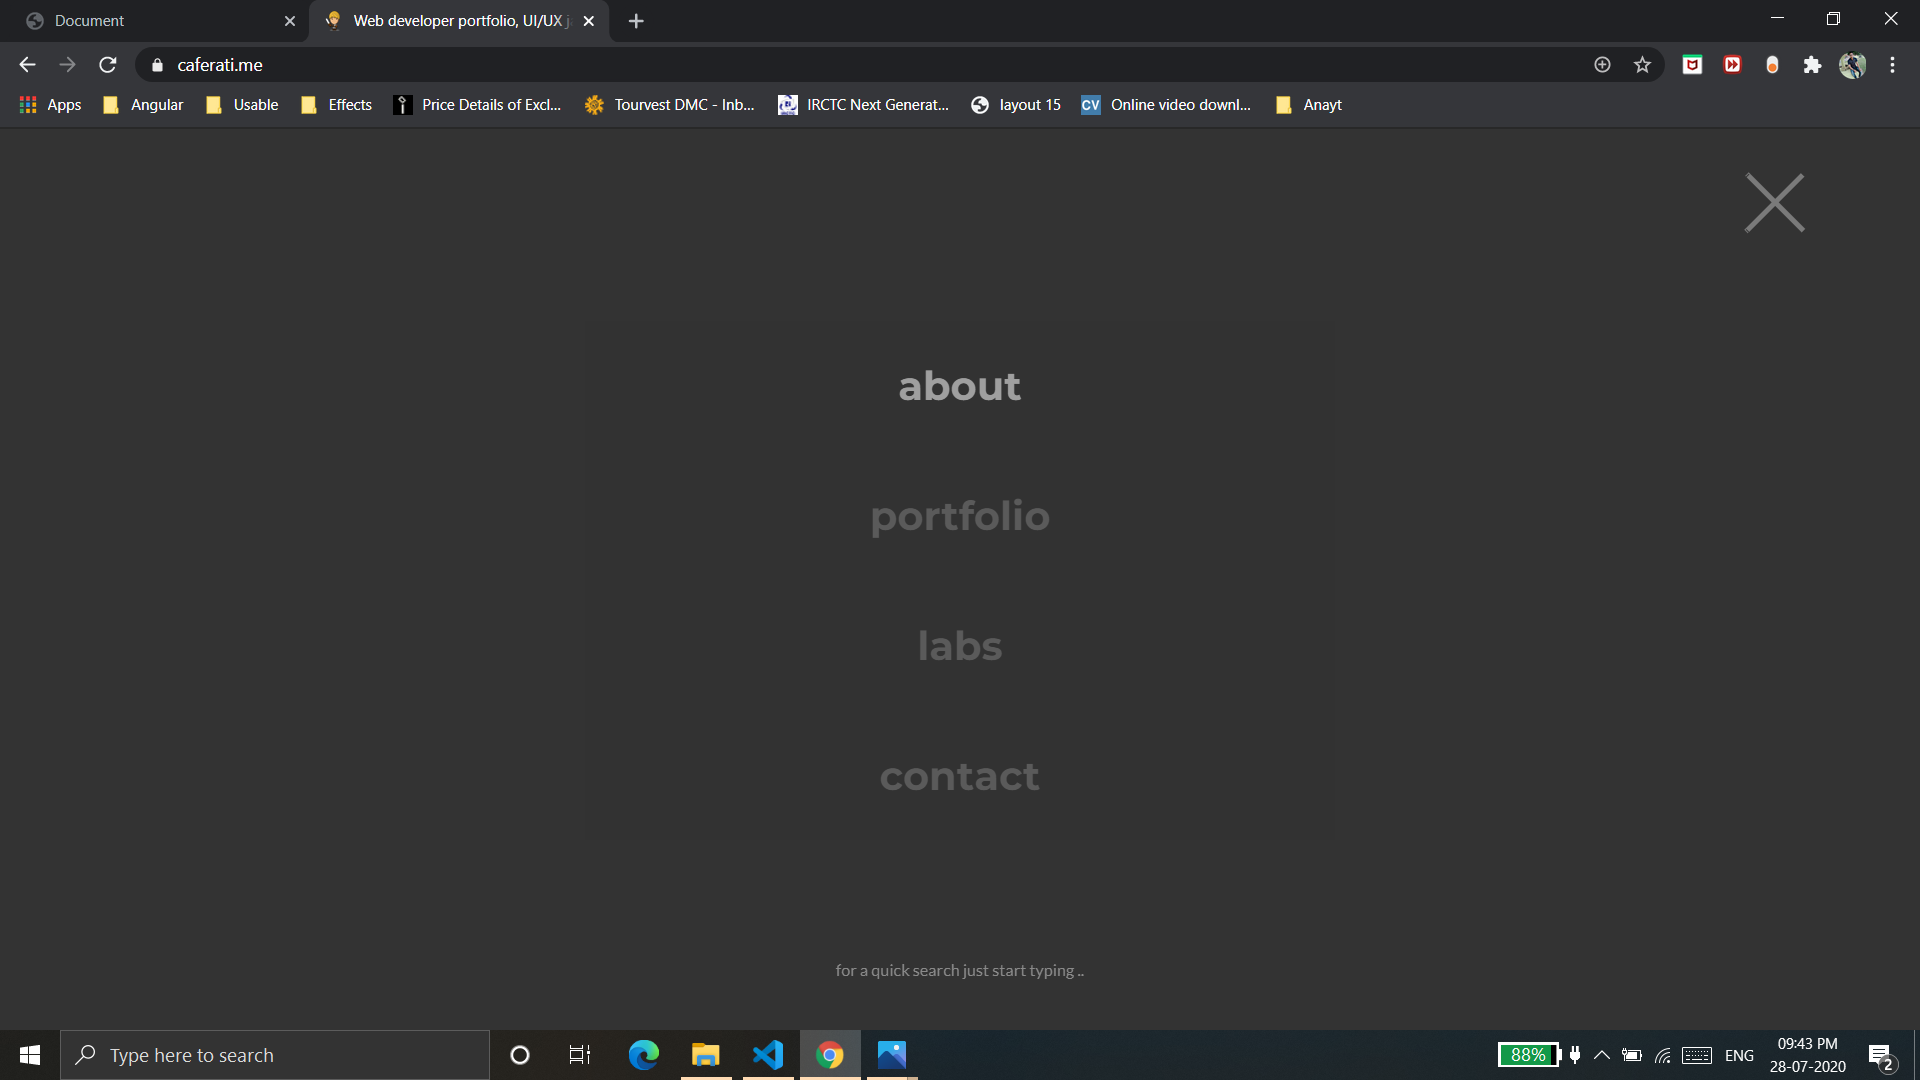 Document
Web developer portfolio, UI/UX
caferati.me
Apps
Angular
Usable
Effects
Price Details of Excl...
Tourvest DMC - Inb...
IRCTC Next Generat...
layout 15
CV
Online video downl...
Anayt
about
portfolio
labs
contact
for a quick search just start typing ..
Type here to search
88%
ENG
09:43 PM
28-07-2020
2